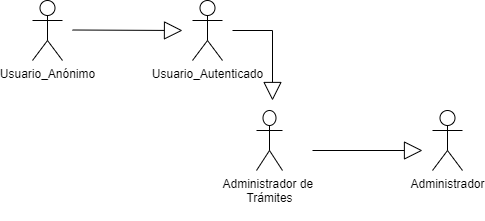 Usuario_Anónimo
Usuario_Autenticado
Administrador de
Trámites
Administrador